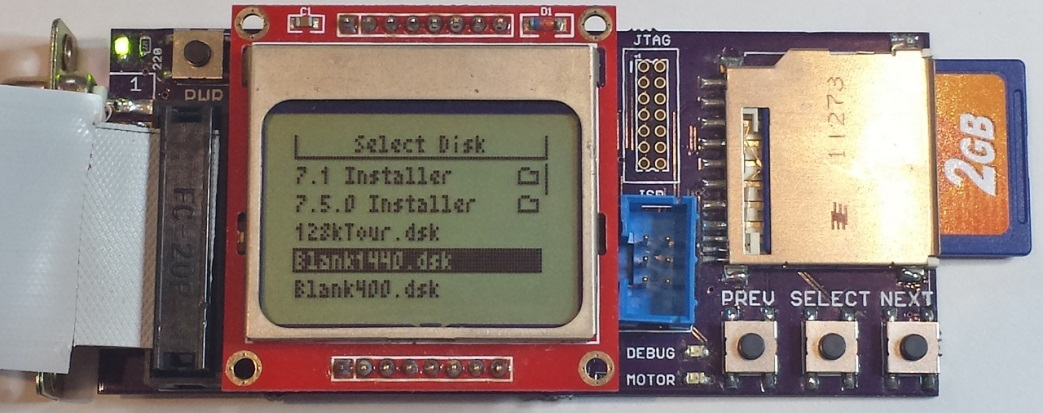 C1
D1
220
1
PWR
FC-20P
Select Disk
7.1 Installer
7.5.0 Installer
128kTour.dsk
Blank1440.dsk
Blank400.dsk
JTAG
ISP
11273
2GB
PREV SELECT NEXT
DEBUG
MOTOR